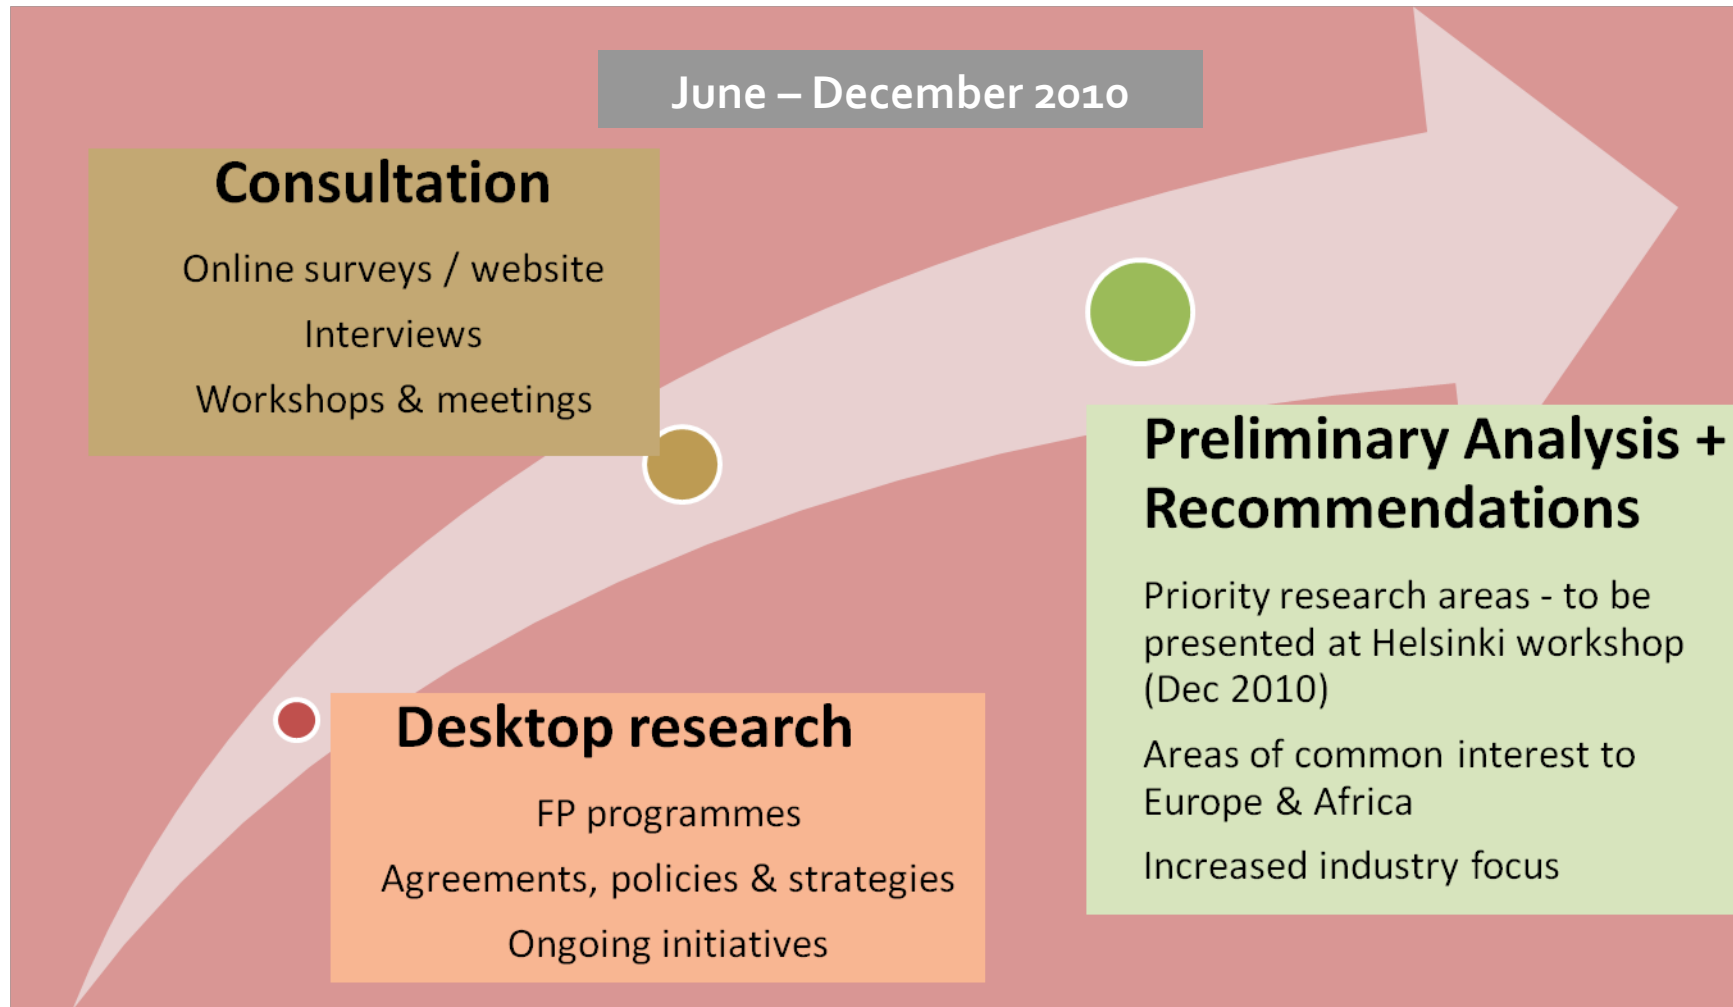 June – December 2010
Consultation
Online surveys / website
Interviews
Workshops & meetings
Desktop research
FP programmes
Agreements, policies & strategies
Ongoing initiatives
Preliminary Analysis +
Recommendations
Priority research areas - to be
presented at Helsinki workshop
(Dec 2010)
Areas of common interest to
Europe & Africa
Increased industry focus